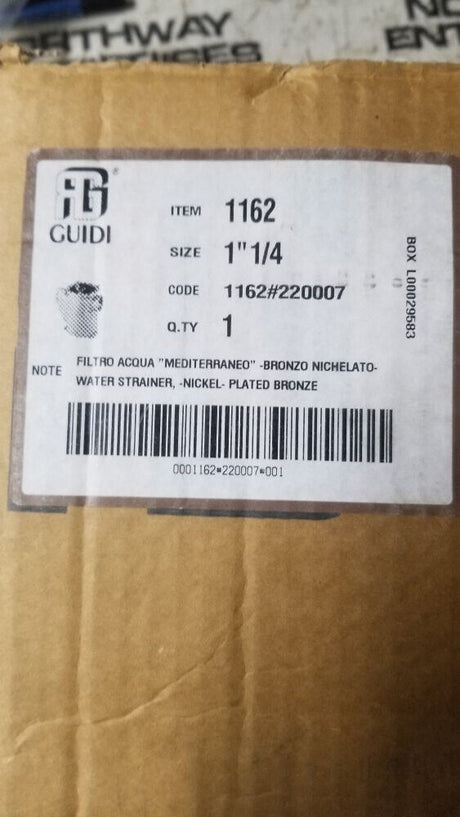 RTHWAY
NO
ENT
GUIDI
ITEM 1162
SIZE 1" 1/4
CODE 1162#220007
Q.TY 1
BOX L00029583
NOTE FILTRO ACQUA "MEDITERRANEO" -BRONZO NICHELATO-
WATER STRAINER, -NICKEL- PLATED BRONZE
0001162*220007*001